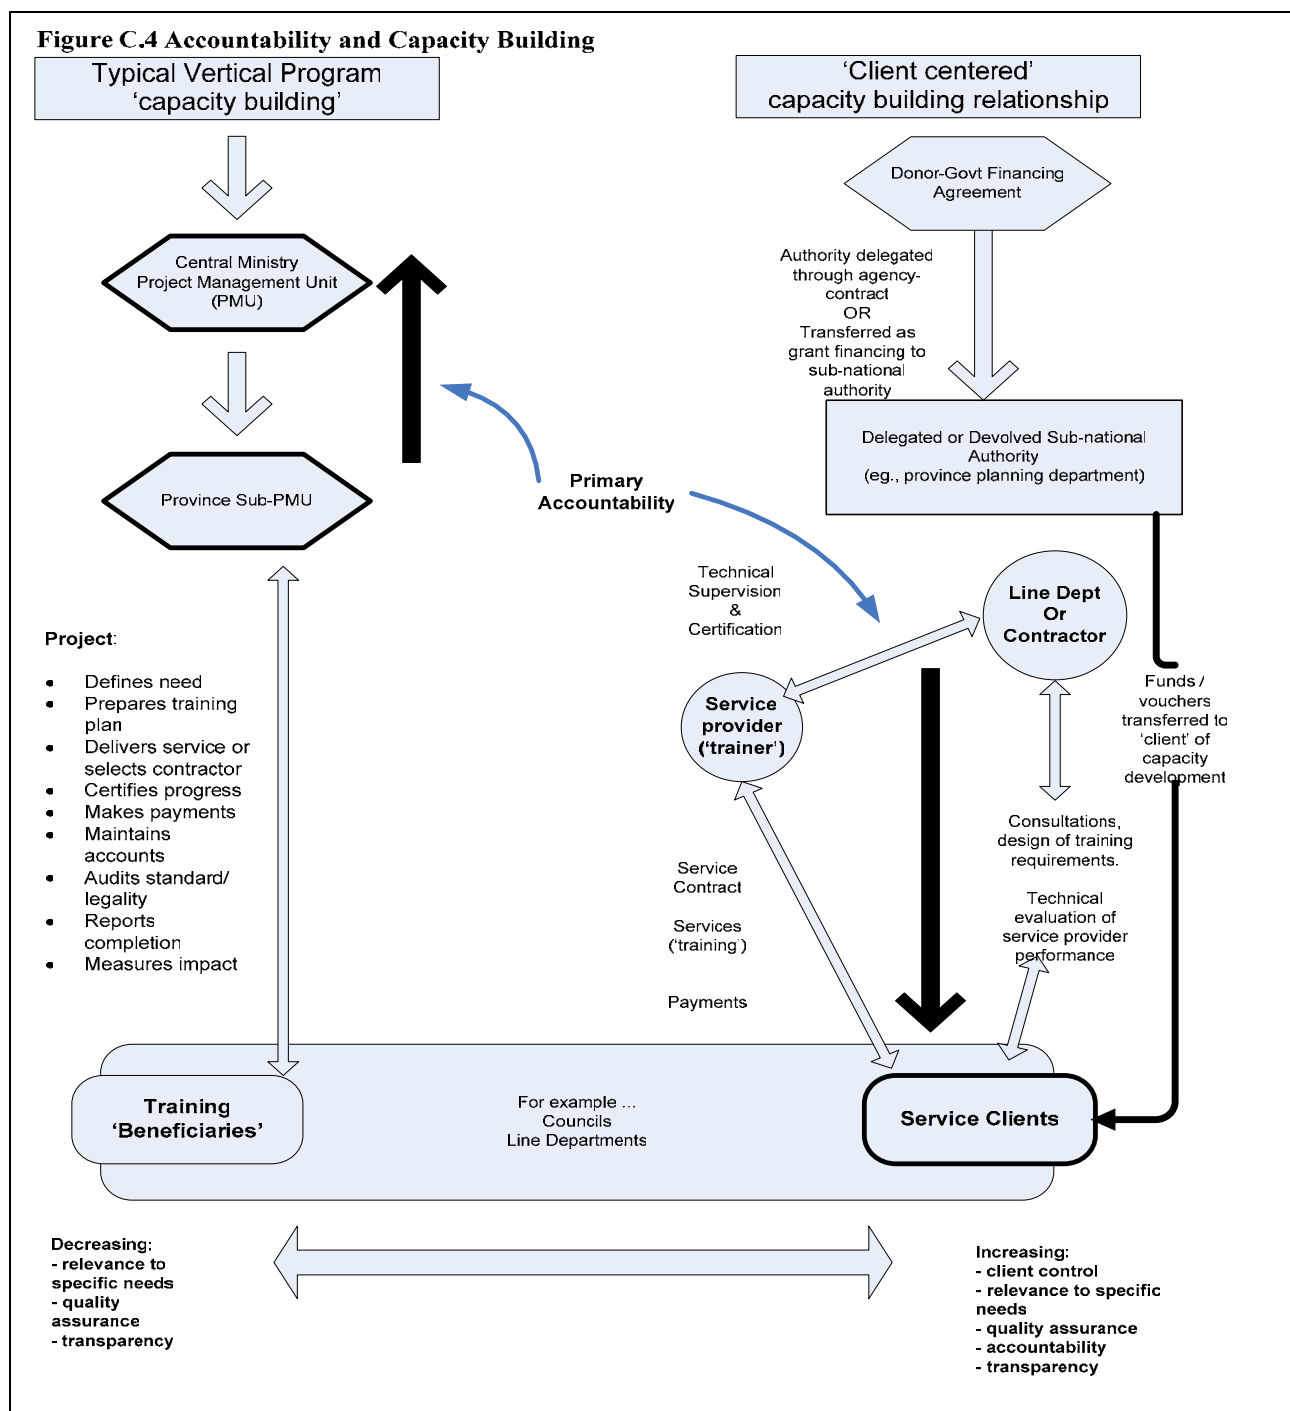 Figure C.4 Accountability and Capacity Building
Typical Vertical Program
‘capacity building’
Central Ministry
Project Management Unit
(PMU)
Province Sub-PMU
Project:
• Defines need
• Prepares training
plan
• Delivers service or
selects contractor
• Certifies progress
• Makes payments
• Maintains
accounts
• Audits standard/
legality
• Reports
completion
• Measures impact
Primary
Accountability
‘Client centered’
capacity building relationship
Donor-Govt Financing
Agreement
Authority delegated
through agency-
contract
OR
Transferred as
grant financing to
sub-national
authority
Delegated or Devolved Sub-national
Authority
(eg., province planning department)
Technical
Supervision
&
Certification
Line Dept
Or
Contractor
Service
provider
(‘trainer’)
Funds /
vouchers
transferred to
‘client’ of
capacity
development
Consultations,
design of training
requirements.
Technical
evaluation of
service provider
performance
Service
Contract
Services
(‘training’)
Payments
Training
‘Beneficiaries’
For example ...
Councils
Line Departments
Service Clients
Decreasing:
- relevance to
specific needs
- quality
assurance
- transparency
Increasing:
- client control
- relevance to specific
needs
- quality assurance
- accountability
- transparency